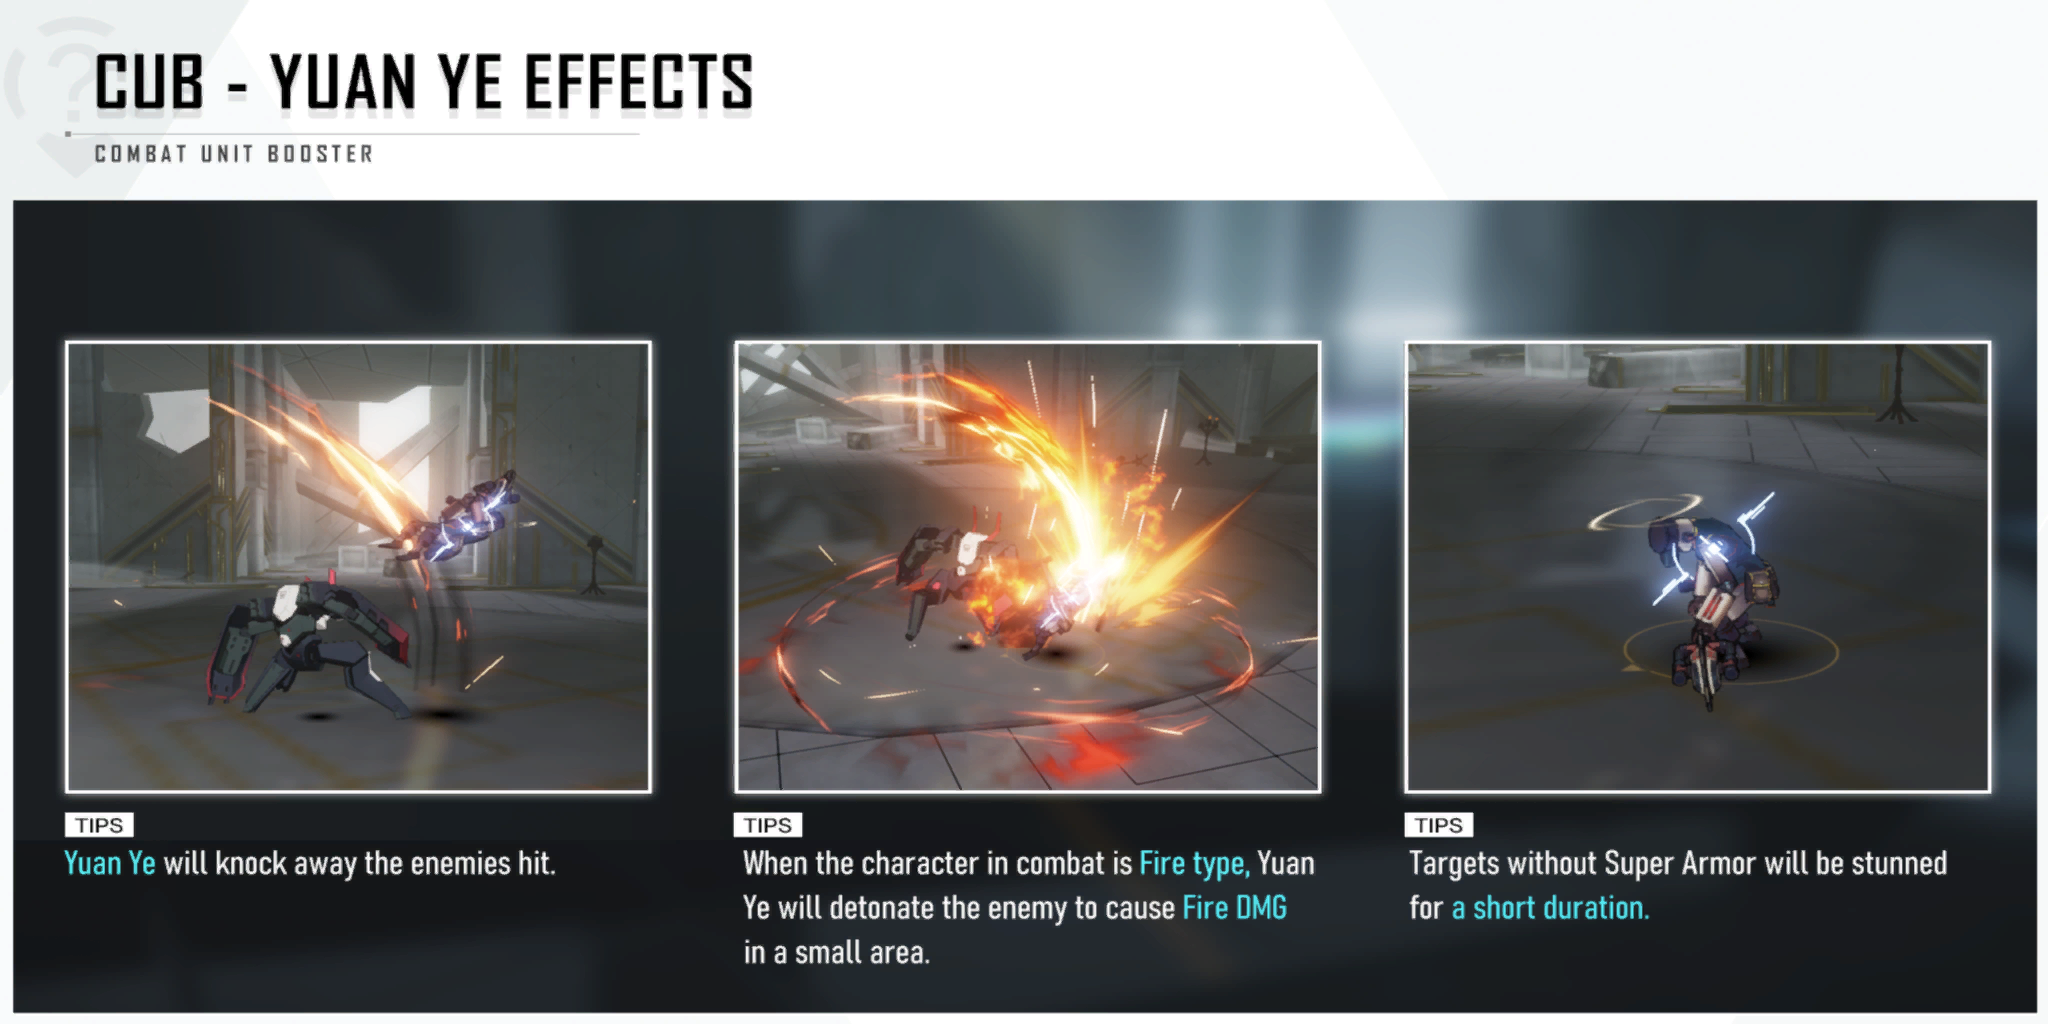 CUB - YUAN YE EFFECTS
COMBAT UNIT BOOSTER
TIPS
Yuan Ye will knock away the enemies hit.
TIPS
When the character in combat is Fire type, Yuan
Ye will detonate the enemy to cause Fire DMG
in a small area.
TIPS
Targets without Super Armor will be stunned
for a short duration.